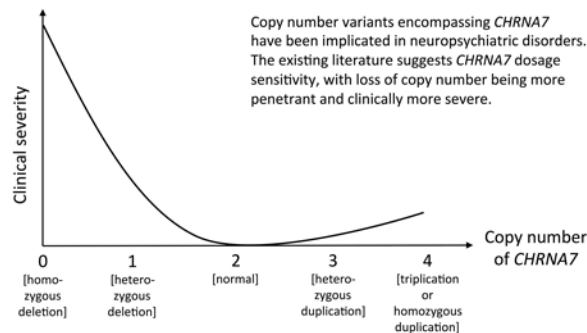 Copy number variants encompassing CHRNA7
have been implicated in neuropsychiatric disorders.
The existing literature suggests CHRNA7 dosage
sensitivity, with loss of copy number being more
penetrant and clinically more severe.
Clinical severity
0 1 2 3 4
[homo-
zygous
deletion]
[hetero-
zygous
deletion]
[normal]
[hetero-
zygous
duplication]
[triplication
or
homozygous
duplication]
Copy number
of CHRNA7